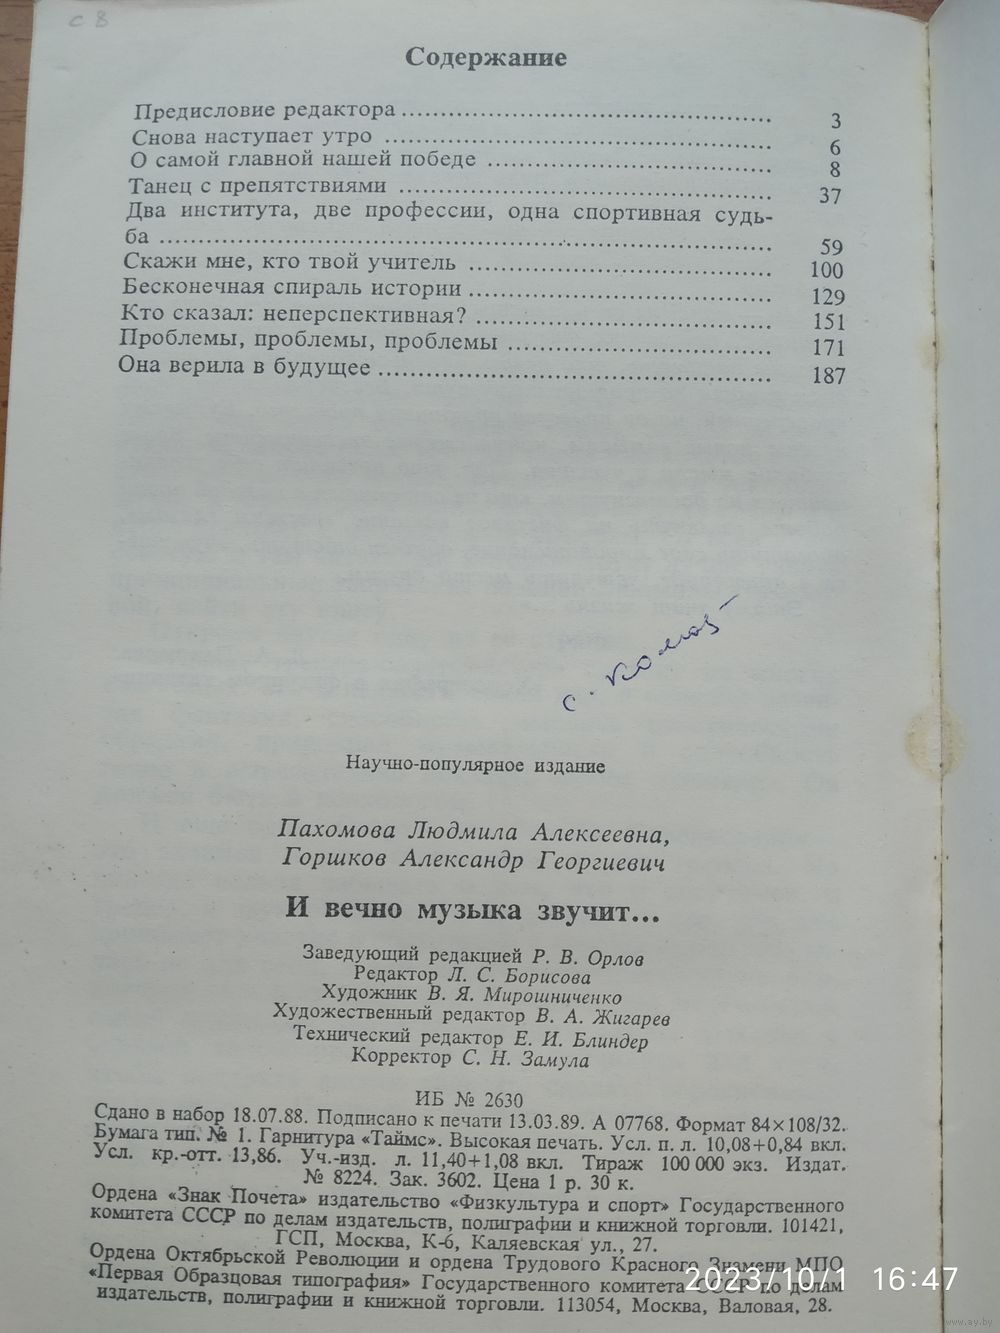 с 8
Содержание
Предисловие редактора 3
Снова наступает утро 6
О самой главной нашей победе 8
Танец с препятствиями 37
Два института, две профессии, одна спортивная судь-
ба 59
Скажи мне, кто твой учитель 100
Бесконечная спираль истории 129
Кто сказал: неперспективная? 151
Проблемы, проблемы, проблемы 171
Она верила в будущее 187
с.
Научно-популярное издание
Пахомова Людмила Алексеевна,
Горшков Александр Георгиевич
И вечно музыка звучит...
Заведующий редакцией Р. В. Орлов
Редактор Л. С. Борисова
Художник В. Я. Мирошниченко
Художественный редактор В. А. Жигарев
Технический редактор Е. И. Блиндер
Корректор С. Н. Замула
ИБ № 2630
Сдано в набор 18.07.88. Подписано к печати 13.03.89. А 07768. Формат 84×108/32.
Бумага тип. № 1. Гарнитура «Таймс». Высокая печать. Усл. п. л. 10,08+0,84 вкл.
Усл. кр.-отт. 13,86. Уч.-изд. л. 11,40+1,08 вкл. Тираж 100 000 экз. Издат.
№ 8224. Зак. 3602. Цена 1 р. 30 к.
Ордена «Знак Почета» издательство «Физкультура и спорт» Государственного
комитета СССР по делам издательств, полиграфии и книжной торговли. 101421,
ГСП, Москва, К-6, Каляевская ул., 27.
Ордена Октябрьской Революции и ордена Трудового Красного Знамени МПО
«Первая Образцовая типография» Государственного комитета СССР по делам
издательств, полиграфии и книжной торговли. 113054, Москва, Валовая, 28.
2023/10/1 16:47
www.ay.by